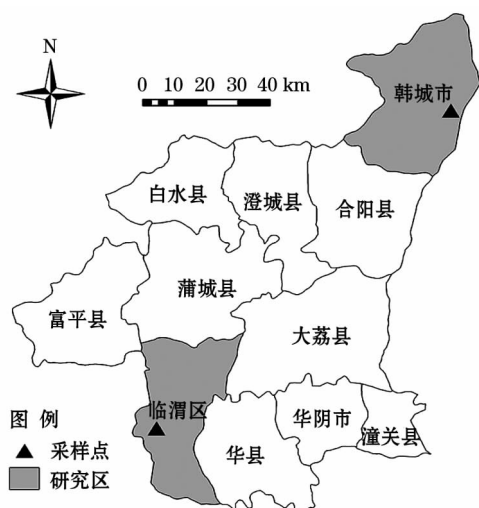 N
0 10 20 30 40 km
韩城市
白水县
澄城县
合阳县
蒲城县
富平县
大荔县
临渭区
华阴市
潼关县
华县
图 例
采样点
研究区